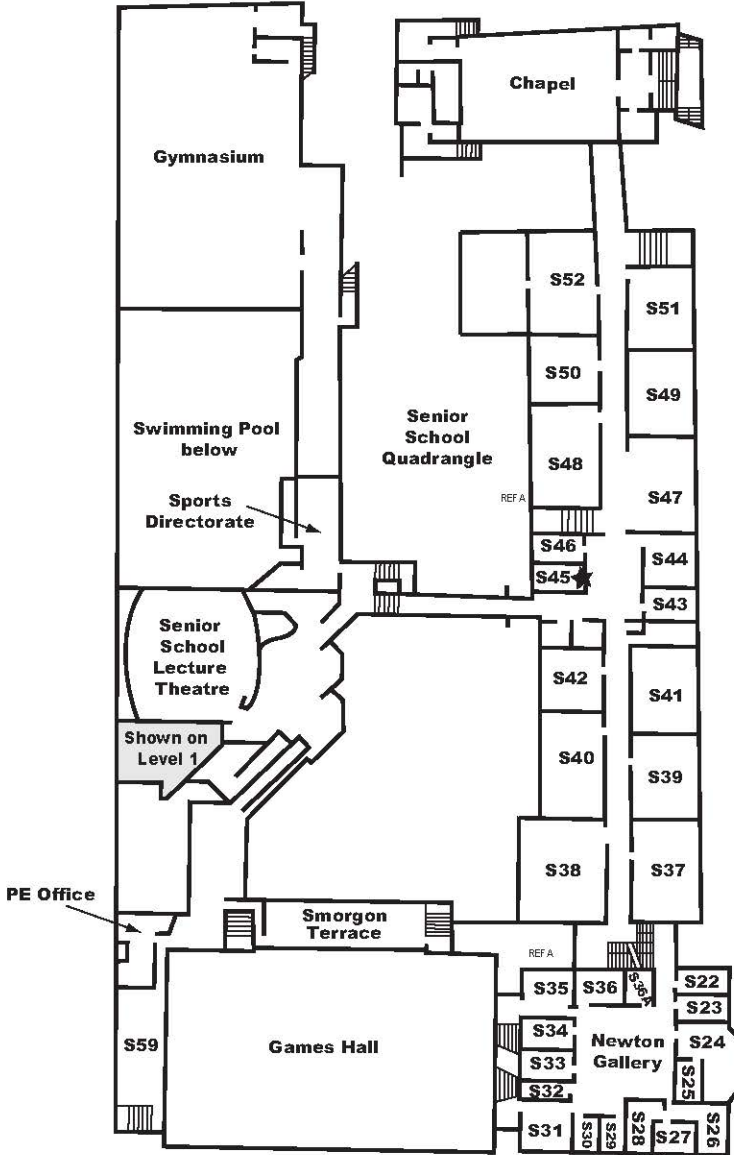 Chapel
Gymnasium
S52
S51
S50
S49
Swimming Pool
below
Senior
School
Quadrangle
S48
REF A
S47
Sports
Directorate
S46
S45
S44
S43
Senior
School
Lecture
Theatre
S42
S41
Shown on
Level 1
S40
S39
S38
S37
PE Office
Smorgon
Terrace
REF A
S35
S36
S36A
S22
S23
S34
S33
S32
Newton
Gallery
S24
S25
S59
Games Hall
S31
S30
S29
S28
S27
S26